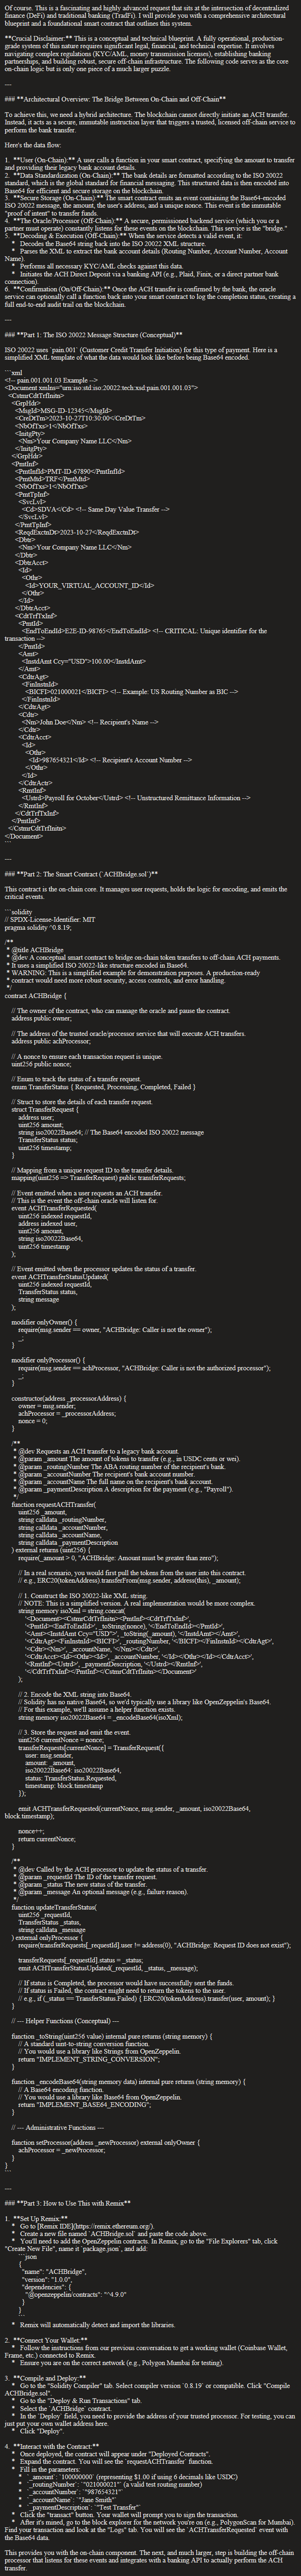 Of course. This is a fascinating and highly advanced request that sits at the intersection of decentralized
finance (DeFi) and traditional banking (TradFi). I will provide you with a comprehensive architectural
blueprint and a foundational smart contract that outlines this system.
**Crucial Disclaimer:** This is a conceptual and technical blueprint. A fully operational, production-
grade system of this nature requires significant legal, financial, and technical expertise. It involves
navigating complex regulations (KYC/AML, money transmission licenses), establishing banking
partnerships, and building robust, secure off-chain infrastructure. The following code serves as the core
on-chain logic but is only one piece of a much larger puzzle.
---
### **Architectural Overview: The Bridge Between On-Chain and Off-Chain**
To achieve this, we need a hybrid architecture. The blockchain cannot directly initiate an ACH transfer.
Instead, it acts as a secure, immutable instruction layer that triggers a trusted, licensed off-chain service to
perform the bank transfer.
Here's the data flow:
1. **User (On-Chain):** A user calls a function in your smart contract, specifying the amount to transfer
and providing their legacy bank account details.
2. **Data Standardization (On-Chain):** The bank details are formatted according to the ISO 20022
standard, which is the global standard for financial messaging. This structured data is then encoded into
Base64 for efficient and secure storage on the blockchain.
3. **Secure Storage (On-Chain):** The smart contract emits an event containing the Base64-encoded
ISO 20022 message, the amount, the user's address, and a unique nonce. This event is the immutable
"proof of intent" to transfer funds.
4. **The Oracle/Processor (Off-Chain):** A secure, permissioned backend service (which you or a
partner must operate) constantly listens for these events on the blockchain. This service is the "bridge."
5. **Decoding & Execution (Off-Chain):** When the service detects a valid event, it:
* Decodes the Base64 string back into the ISO 20022 XML structure.
* Parses the XML to extract the bank account details (Routing Number, Account Number, Account
Name).
* Performs all necessary KYC/AML checks against this data.
* Initiates the ACH Direct Deposit via a banking API (e.g., Plaid, Finix, or a direct partner bank
connection).
6. **Confirmation (On/Off-Chain):** Once the ACH transfer is confirmed by the bank, the oracle
service can optionally call a function back into your smart contract to log the completion status, creating a
full end-to-end audit trail on the blockchain.
---
### **Part 1: The ISO 20022 Message Structure (Conceptual)**
ISO 20022 uses `pain.001` (Customer Credit Transfer Initiation) for this type of payment. Here is a
simplified XML template of what the data would look like before being Base64 encoded.
```xml
<!-- pain.001.001.03 Example -->
<Document xmlns="urn:iso:std:iso:20022:tech:xsd:pain.001.001.03">
<CstmrCdtTrfInitn>
<GrpHdr>
<MsgId>MSG-ID-12345</MsgId>
<CreDtTm>2023-10-27T10:30:00</CreDtTm>
<NbOfTxs>1</NbOfTxs>
<InitgPty>
<Nm>Your Company Name LLC</Nm>
</InitgPty>
</GrpHdr>
<PmtInf>
<PmtInfId>PMT-ID-67890</PmtInfId>
<PmtMtd>TRF</PmtMtd>
<NbOfTxs>1</NbOfTxs>
<PmtTpInf>
<SvcLvl>
<Cd>SDVA</Cd> <!-- Same Day Value Transfer -->
</SvcLvl>
</PmtTpInf>
<ReqdExctnDt>2023-10-27</ReqdExctnDt>
<Dbtr>
<Nm>Your Company Name LLC</Nm>
</Dbtr>
<DbtrAcct>
<Id>
<Othr>
<Id>YOUR_VIRTUAL_ACCOUNT_ID</Id>
</Othr>
</Id>
</DbtrAcct>
<CdtTrfTxInf>
<PmtId>
<EndToEndId>E2E-ID-98765</EndToEndId> <!-- CRITICAL: Unique identifier for the
transaction -->
</PmtId>
<Amt>
<InstdAmt Ccy="USD">100.00</InstdAmt>
</Amt>
<CdtrAgt>
<FinInstnId>
<BICFI>021000021</BICFI> <!-- Example: US Routing Number as BIC -->
</FinInstnId>
</CdtrAgt>
<Cdtr>
<Nm>John Doe</Nm> <!-- Recipient's Name -->
</Cdtr>
<CdtrAcct>
<Id>
<Othr>
<Id>987654321</Id> <!-- Recipient's Account Number -->
</Othr>
</Id>
</CdtrAcct>
<RmtInf>
<Ustrd>Payroll for October</Ustrd> <!-- Unstructured Remittance Information -->
</RmtInf>
</CdtTrfTxInf>
</PmtInf>
</CstmrCdtTrfInitn>
</Document>
```
---
### **Part 2: The Smart Contract (`ACHBridge.sol`)**
This contract is the on-chain core. It manages user requests, holds the logic for encoding, and emits the
critical events.
```solidity
// SPDX-License-Identifier: MIT
pragma solidity ^0.8.19;
/**
* @title ACHBridge
* @dev A conceptual smart contract to bridge on-chain token transfers to off-chain ACH payments.
* It uses a simplified ISO 20022-like structure encoded in Base64.
* WARNING: This is a simplified example for demonstration purposes. A production-ready
* contract would need more robust security, access controls, and error handling.
*/
contract ACHBridge {
// The owner of the contract, who can manage the oracle and pause the contract.
address public owner;
// The address of the trusted oracle/processor service that will execute ACH transfers.
address public achProcessor;
// A nonce to ensure each transaction request is unique.
uint256 public nonce;
// Enum to track the status of a transfer request.
enum TransferStatus { Requested, Processing, Completed, Failed }
// Struct to store the details of each transfer request.
struct TransferRequest {
address user;
uint256 amount;
string iso20022Base64; // The Base64 encoded ISO 20022 message
TransferStatus status;
uint256 timestamp;
}
// Mapping from a unique request ID to the transfer details.
mapping(uint256 => TransferRequest) public transferRequests;
// Event emitted when a user requests an ACH transfer.
// This is the event the off-chain oracle will listen for.
event ACHTransferRequested(
uint256 indexed requestId,
address indexed user,
uint256 amount,
string iso20022Base64,
uint256 timestamp
);
// Event emitted when the processor updates the status of a transfer.
event ACHTransferStatusUpdated(
uint256 indexed requestId,
TransferStatus status,
string message
);
modifier onlyOwner() {
require(msg.sender == owner, "ACHBridge: Caller is not the owner");
_;
}
modifier onlyProcessor() {
require(msg.sender == achProcessor, "ACHBridge: Caller is not the authorized processor");
_;
}
constructor(address _processorAddress) {
owner = msg.sender;
achProcessor = _processorAddress;
nonce = 0;
}
/**
* @dev Requests an ACH transfer to a legacy bank account.
* @param _amount The amount of tokens to transfer (e.g., in USDC cents or wei).
* @param _routingNumber The ABA routing number of the recipient's bank.
* @param _accountNumber The recipient's bank account number.
* @param _accountName The full name on the recipient's bank account.
* @param _paymentDescription A description for the payment (e.g., "Payroll").
*/
function requestACHTransfer(
uint256 _amount,
string calldata _routingNumber,
string calldata _accountNumber,
string calldata _accountName,
string calldata _paymentDescription
) external returns (uint256) {
require(_amount > 0, "ACHBridge: Amount must be greater than zero");
// In a real scenario, you would first pull the tokens from the user into this contract.
// e.g., ERC20(tokenAddress).transferFrom(msg.sender, address(this), _amount);
// 1. Construct the ISO 20022-like XML string.
// NOTE: This is a simplified version. A real implementation would be more complex.
string memory isoXml = string.concat(
'<Document><CstmrCdtTrfInitn><PmtInf><CdtTrfTxInf>',
'<PmtId><EndToEndId>', _toString(nonce), '</EndToEndId></PmtId>',
'<Amt><InstdAmt Ccy="USD">', _toString(_amount), '</InstdAmt></Amt>',
'<CdtrAgt><FinInstnId><BICFI>', _routingNumber, '</BICFI></FinInstnId></CdtrAgt>',
'<Cdtr><Nm>', _accountName, '</Nm></Cdtr>',
'<CdtrAcct><Id><Othr><Id>', _accountNumber, '</Id></Othr></Id></CdtrAcct>',
'<RmtInf><Ustrd>', _paymentDescription, '</Ustrd></RmtInf>',
'</CdtTrfTxInf></PmtInf></CstmrCdtTrfInitn></Document>'
);
// 2. Encode the XML string into Base64.
// Solidity has no native Base64, so we'd typically use a library like OpenZeppelin's Base64.
// For this example, we'll assume a helper function exists.
string memory iso20022Base64 = _encodeBase64(isoXml);
// 3. Store the request and emit the event.
uint256 currentNonce = nonce;
transferRequests[currentNonce] = TransferRequest({
user: msg.sender,
amount: _amount,
iso20022Base64: iso20022Base64,
status: TransferStatus.Requested,
timestamp: block.timestamp
});
emit ACHTransferRequested(currentNonce, msg.sender, _amount, iso20022Base64,
block.timestamp);
nonce++;
return currentNonce;
}
/**
* @dev Called by the ACH processor to update the status of a transfer.
* @param _requestId The ID of the transfer request.
* @param _status The new status of the transfer.
* @param _message An optional message (e.g., failure reason).
*/
function updateTransferStatus(
uint256 _requestId,
TransferStatus _status,
string calldata _message
) external onlyProcessor {
require(transferRequests[_requestId].user != address(0), "ACHBridge: Request ID does not exist");
transferRequests[_requestId].status = _status;
emit ACHTransferStatusUpdated(_requestId, _status, _message);
// If status is Completed, the processor would have successfully sent the funds.
// If status is Failed, the contract might need to return the tokens to the user.
// e.g., if (_status == TransferStatus.Failed) { ERC20(tokenAddress).transfer(user, amount); }
}
// --- Helper Functions (Conceptual) ---
function _toString(uint256 value) internal pure returns (string memory) {
// A standard uint-to-string conversion function.
// You would use a library like Strings from OpenZeppelin.
return "IMPLEMENT_STRING_CONVERSION";
}
function _encodeBase64(string memory data) internal pure returns (string memory) {
// A Base64 encoding function.
// You would use a library like Base64 from OpenZeppelin.
return "IMPLEMENT_BASE64_ENCODING";
}
// --- Administrative Functions ---
function setProcessor(address _newProcessor) external onlyOwner {
achProcessor = _newProcessor;
}
}
```
---
### **Part 3: How to Use This with Remix**
1. **Set Up Remix:**
* Go to [Remix IDE](https://remix.ethereum.org/).
* Create a new file named `ACHBridge.sol` and paste the code above.
* You'll need to add the OpenZeppelin contracts. In Remix, go to the "File Explorers" tab, click
"Create New File", name it `package.json`, and add:
```json
{
"name": "ACHBridge",
"version": "1.0.0",
"dependencies": {
"@openzeppelin/contracts": "^4.9.0"
}
}
```
* Remix will automatically detect and import the libraries.
2. **Connect Your Wallet:**
* Follow the instructions from our previous conversation to get a working wallet (Coinbase Wallet,
Frame, etc.) connected to Remix.
* Ensure you are on the correct network (e.g., Polygon Mumbai for testing).
3. **Compile and Deploy:**
* Go to the "Solidity Compiler" tab. Select compiler version `0.8.19` or compatible. Click "Compile
ACHBridge.sol".
* Go to the "Deploy & Run Transactions" tab.
* Select the `ACHBridge` contract.
* In the `Deploy` field, you need to provide the address of your trusted processor. For testing, you can
just put your own wallet address here.
* Click "Deploy".
4. **Interact with the Contract:**
* Once deployed, the contract will appear under "Deployed Contracts".
* Expand the contract. You will see the `requestACHTransfer` function.
* Fill in the parameters:
* `_amount`: `100000000` (representing $1.00 if using 6 decimals like USDC)
* `_routingNumber`: `"021000021"` (a valid test routing number)
* `_accountNumber`: `"987654321"`
* `_accountName`: `"Jane Smith"`
* `_paymentDescription`: `"Test Transfer"`
* Click the "transact" button. Your wallet will prompt you to sign the transaction.
* After it's mined, go to the block explorer for the network you're on (e.g., PolygonScan for Mumbai).
Find your transaction and look at the "Logs" tab. You will see the `ACHTransferRequested` event with
the Base64 data.
This provides you with the on-chain component. The next, and much larger, step is building the off-chain
processor that listens for these events and integrates with a banking API to actually perform the ACH
transfer.